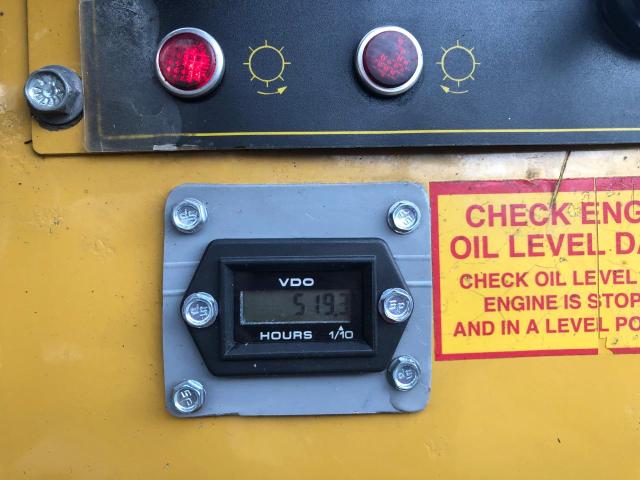 VDO
519.3
HOURS 1/10
CHECK ENG
OIL LEVEL DA
CHECK OIL LEVEL
ENGINE IS STOP
AND IN A LEVEL PO